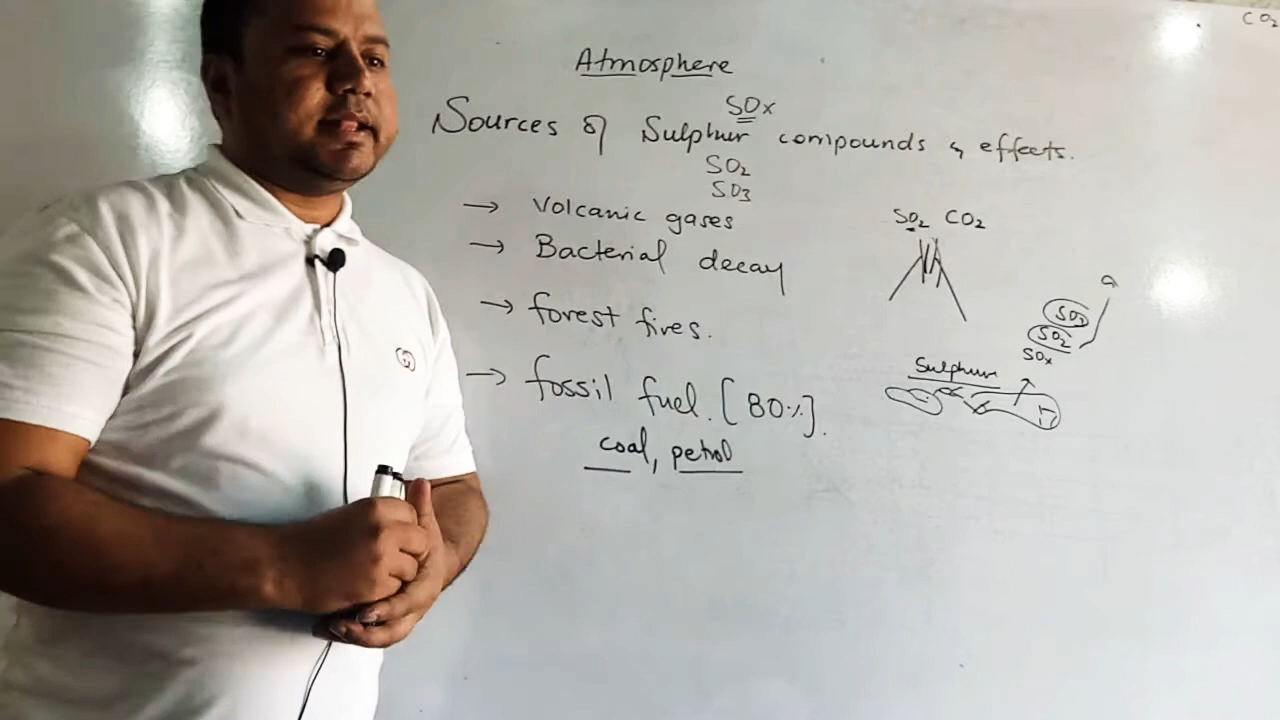 CO2
Atmosphere
SOx
Sources of Sulphur compounds & effects.
SO2
SO3
→ Volcanic gases
→ Bacterial decay
→ forest fires.
→ fossil fuel. [80%].
coal, petrol
SO2 CO2
SO2
SOx
Sulphur